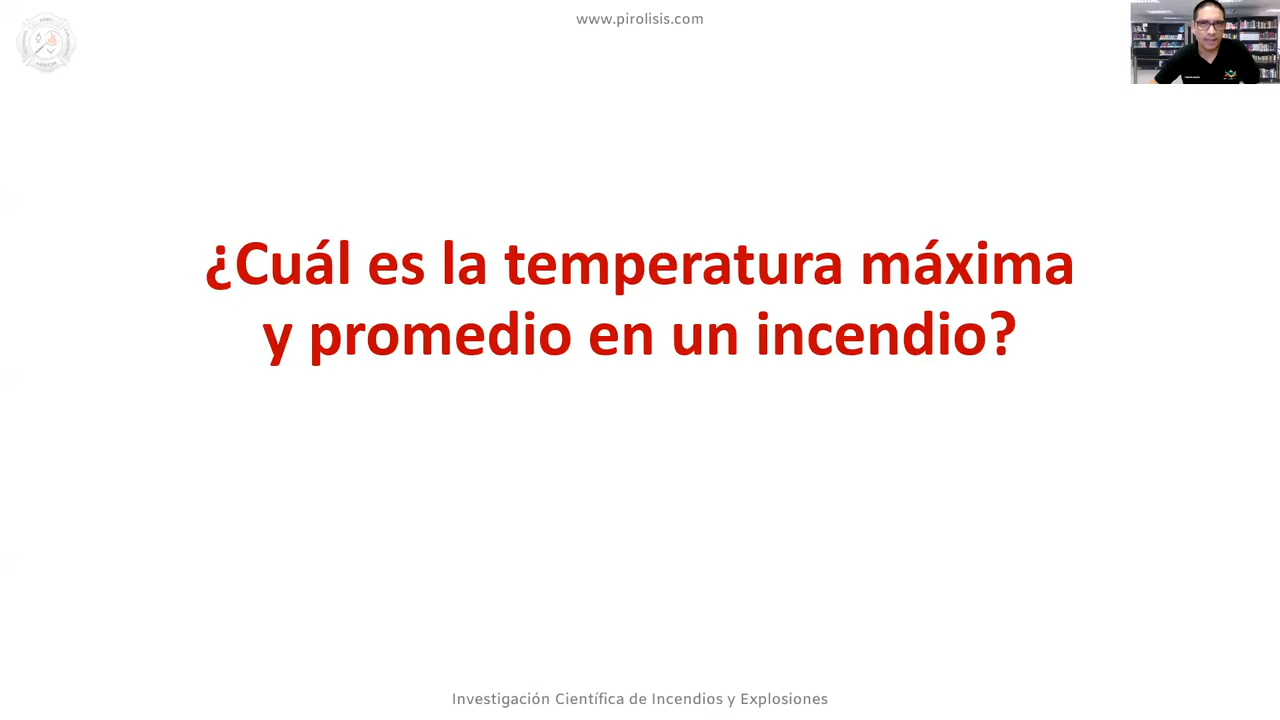 www.pirolisis.com
¿Cuál es la temperatura máxima
y promedio en un incendio?
Investigación Científica de Incendios y Explosiones